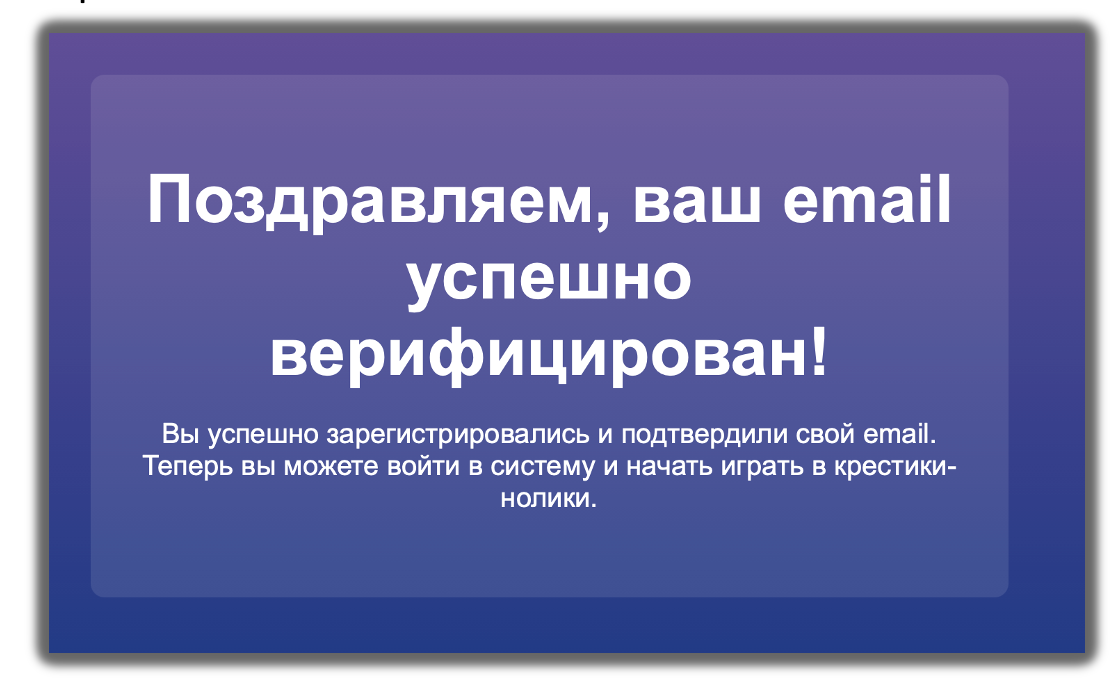 Поздравляем, ваш email
успешно
верифицирован!
Вы успешно зарегистрировались и подтвердили свой email.
Теперь вы можете войти в систему и начать играть в крестики-
нолики.